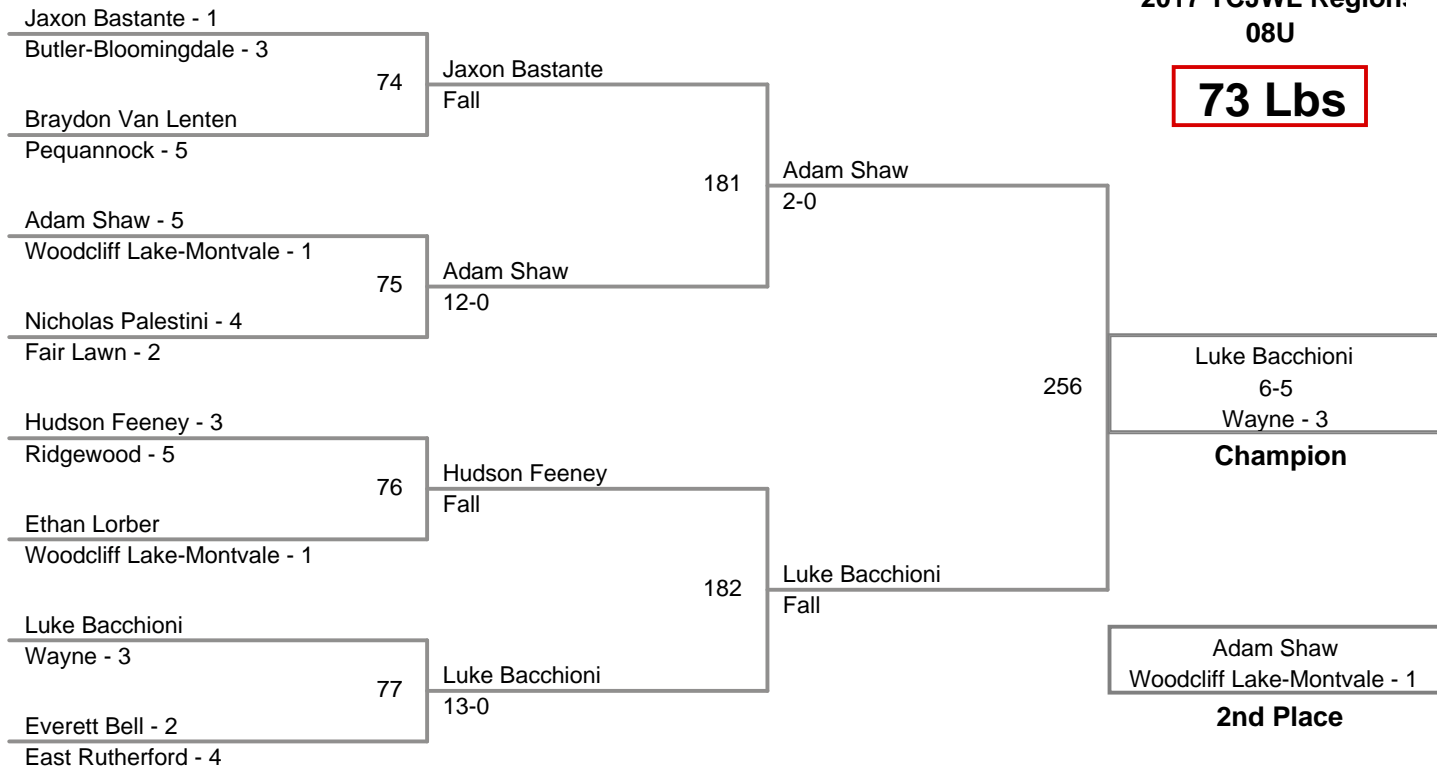 2017 TCJWL
08U
73 Lbs
Jaxon Bastante - 1
Butler-Bloomingdale - 3
74
Braydon Van Lenten
Pequannock - 5
Jaxon Bastante
Fall
Adam Shaw - 5
Woodcliff Lake-Montvale - 1
75
Nicholas Palestini - 4
Fair Lawn - 2
Adam Shaw
12-0
181
Adam Shaw
2-0
Hudson Feeney - 3
Ridgewood - 5
76
Ethan Lorber
Woodcliff Lake-Montvale - 1
Hudson Feeney
Fall
Luke Bacchioni
Wayne - 3
77
Everett Bell - 2
East Rutherford - 4
Luke Bacchioni
13-0
182
Luke Bacchioni
Fall
256
Luke Bacchioni
6-5
Wayne - 3
Champion
Adam Shaw
Woodcliff Lake-Montvale - 1
2nd Place